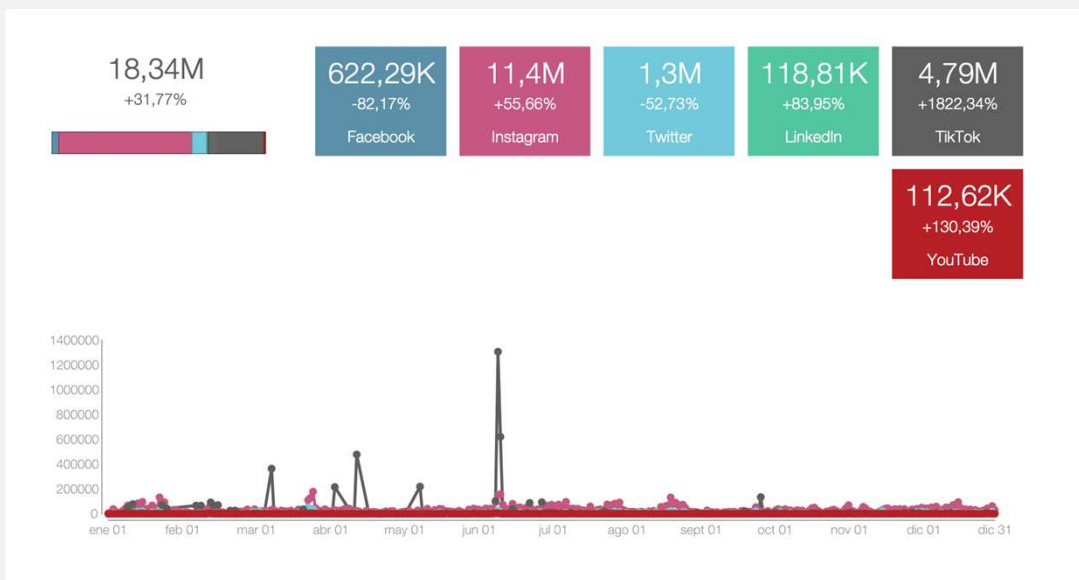 18,34M
+31,77%
622,29K
-82,17%
Facebook
11,4M
+55,66%
Instagram
1,3M
-52,73%
Twitter
118,81K
+83,95%
LinkedIn
4,79M
+1822,34%
TikTok
112,62K
+130,39%
YouTube
1400000
1200000
1000000
800000
600000
400000
200000
0
ene 01 feb 01 mar 01 abr 01 may 01 jun 01 jul 01 ago 01 sept 01 oct 01 nov 01 dic 01 dic 31